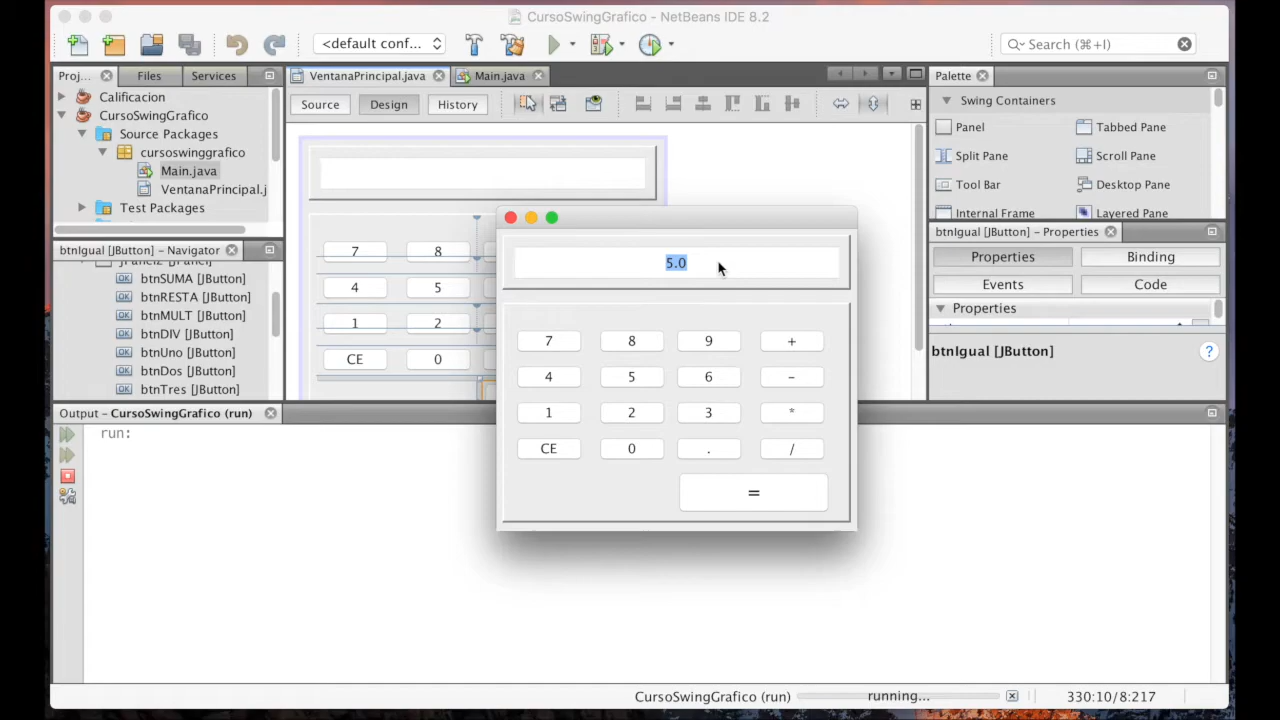 CursoSwingGrafico - NetBeans IDE 8.2
<default conf...
Search (⌘+I)
Proj...
Files
Services
VentanaPrincipal.java
Main.java
Palette
Calificacion
CursoSwingGrafico
Source Packages
cursoswinggrafico
Main.java
VentanaPrincipal.j
Test Packages
Source
Design
History
Swing Containers
Panel
Tabbed Pane
Split Pane
Scroll Pane
Tool Bar
Desktop Pane
Internal Frame
Layered Pane
btnIgual [JButton] - Navigator
btnSUMA [JButton]
btnRESTA [JButton]
btnMULT [JButton]
btnDIV [JButton]
btnUno [JButton]
btnDos [JButton]
btnTres [JButton]
7 8
4 5
1 2
CE 0
5.0
7 8 9 +
4 5 6 -
1 2 3 *
CE 0 . /
=
btnIgual [JButton] - Properties
Properties
Binding
Events
Code
Properties
btnIgual [JButton]
?
Output - CursoSwingGrafico (run)
run:
CursoSwingGrafico (run)
running...
330:10/8:217